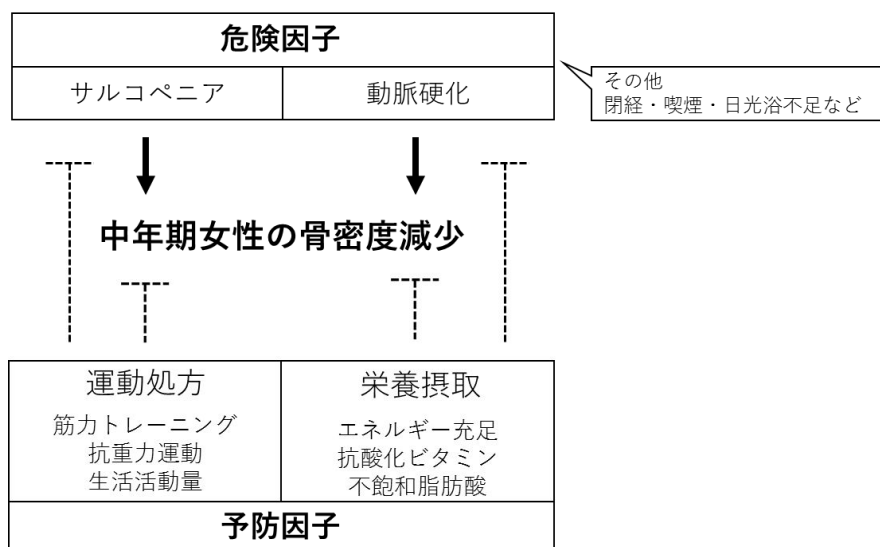 危険因子
サルコペニア
動脈硬化
その他
閉経・喫煙・日光浴不足など
中年期女性の骨密度減少
運動処方
筋力トレーニング
抗重力運動
生活活動量
栄養摂取
エネルギー充足
抗酸化ビタミン
不飽和脂肪酸
予防因子